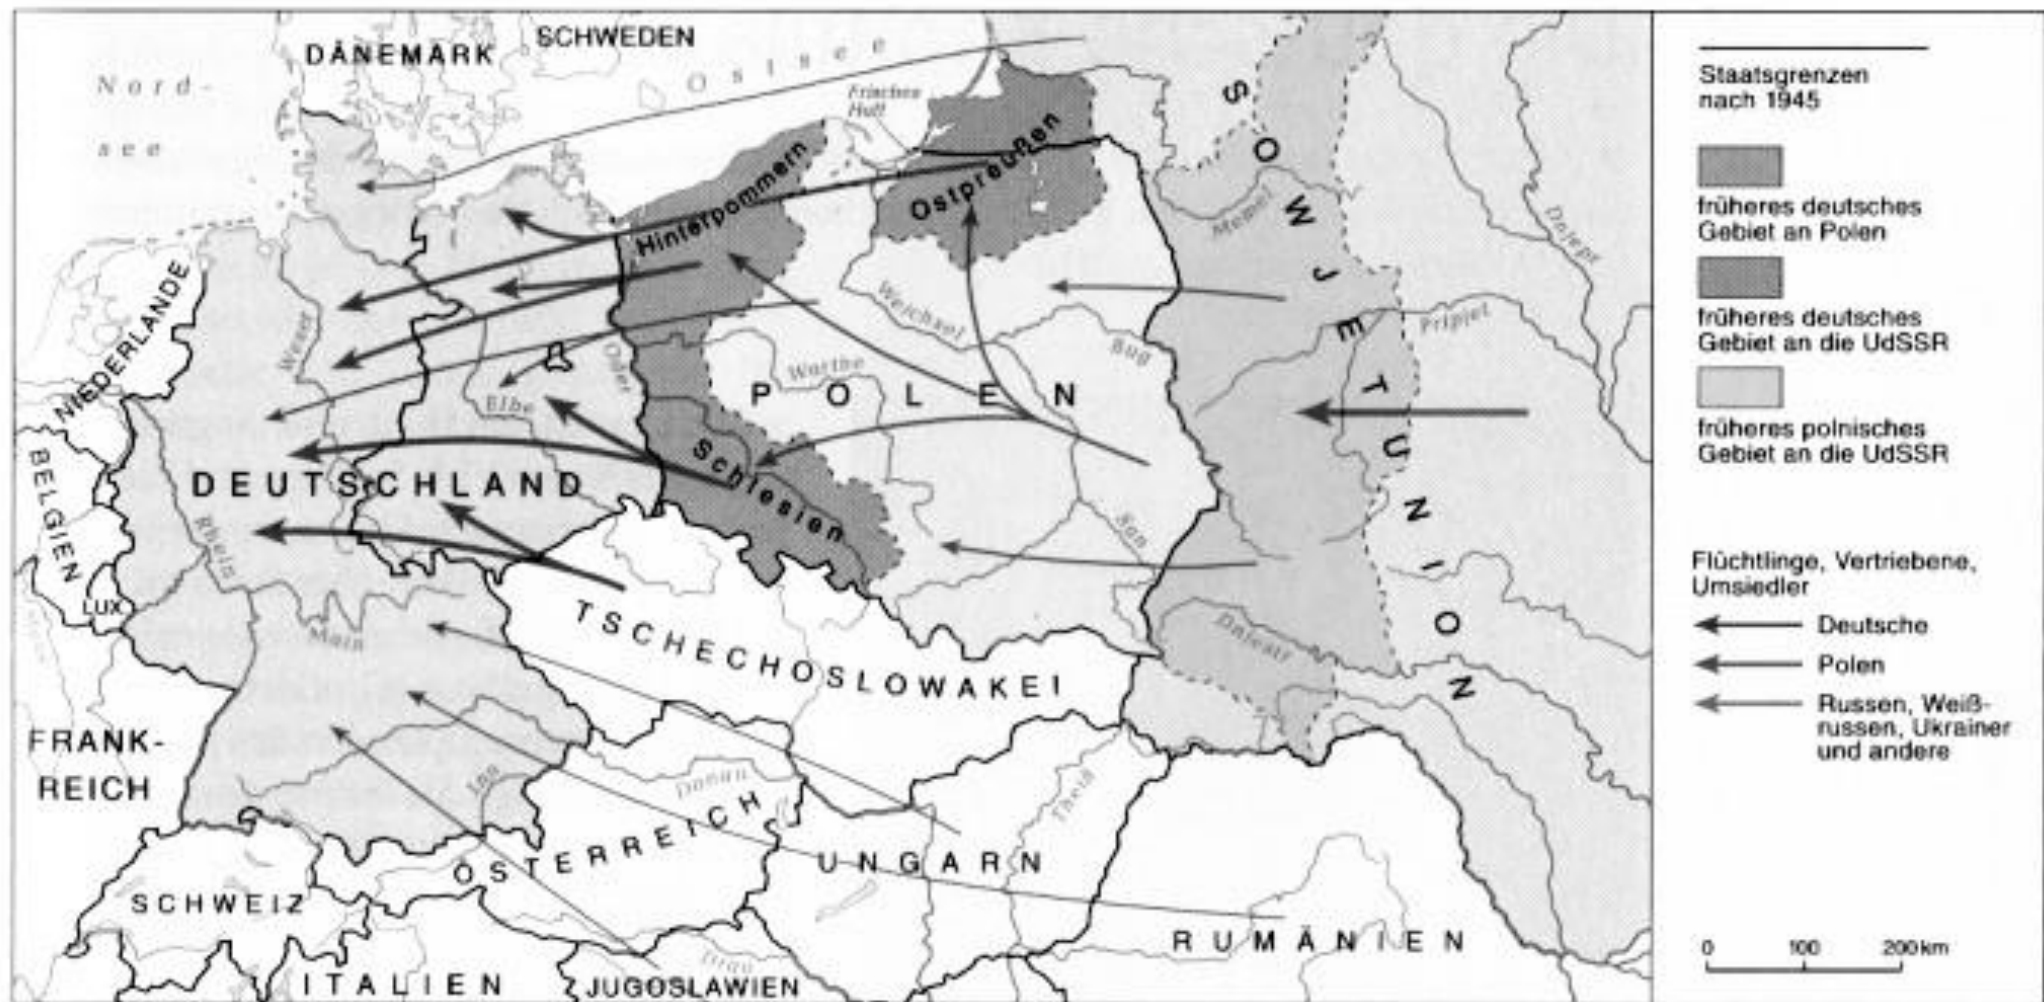 DÄNEMARK
SCHWEDEN
Nord-
see
Ostsee
Frisches
Haff
Hinterpommern
Ostpreußen
SOWJETUNION
Memel
Dnjepr
NIEDERLANDE
Weser
Elbe
Oder
Weichsel
Warthe
Bug
Pripjet
POLEN
BELGIEN
DEUTSCHLAND
Schlesien
San
Rhein
LUX
Main
TSCHECHOSLOWAKEI
Dnjestr
FRANK-
REICH
Inn
Donau
Theiß
ÖSTERREICH
UNGARN
SCHWEIZ
RUMÄNIEN
ITALIEN
JUGOSLAWIEN
Drau
Staatsgrenzen
nach 1945
früheres deutsches
Gebiet an Polen
früheres deutsches
Gebiet an die UdSSR
früheres polnisches
Gebiet an die UdSSR
Flüchtlinge, Vertriebene,
Umsiedler
Deutsche
Polen
Russen, Weiß-
russen, Ukrainer
und andere
0 100 200 km